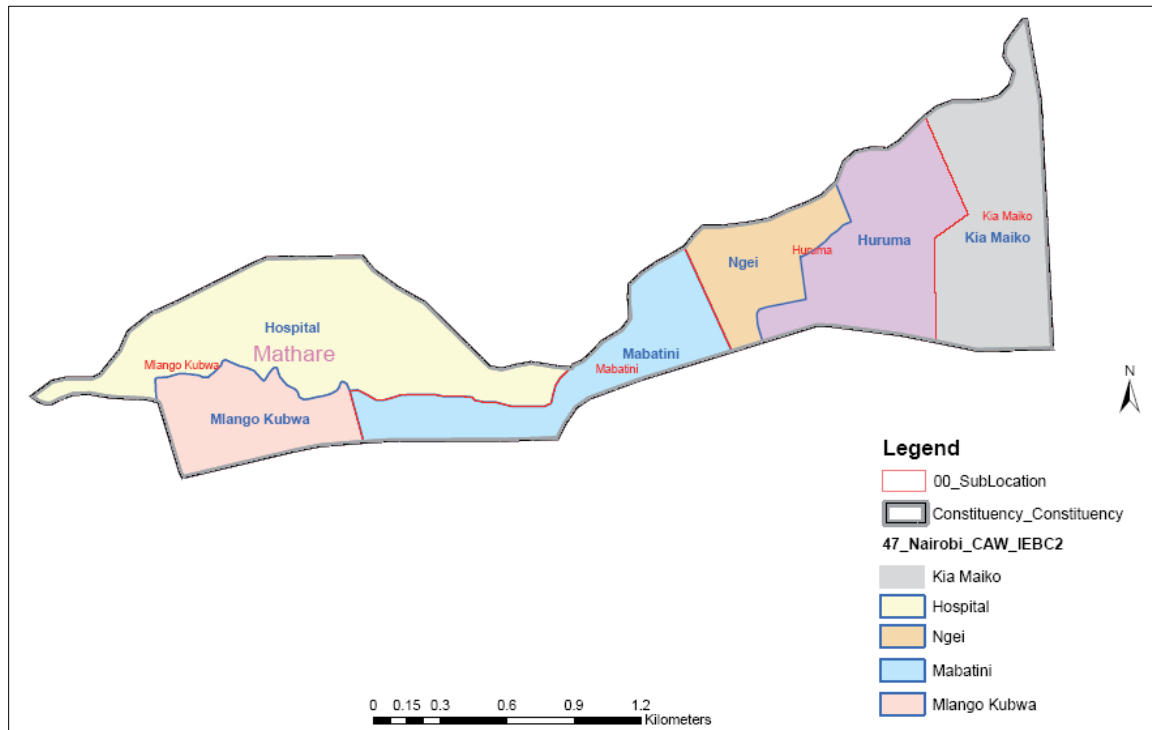 Kia Maiko
Kia Maiko
Huruma
Huruma
Ngei
Mabatini
Mabatini
Hospital
Mathare
Mlango Kubwa
Mlango Kubwa
N
Legend
00_SubLocation
Constituency_Constituency
47_Nairobi_CAW_IEBC2
Kia Maiko
Hospital
Ngei
Mabatini
Mlango Kubwa
0 0.15 0.3 0.6 0.9 1.2
Kilometers